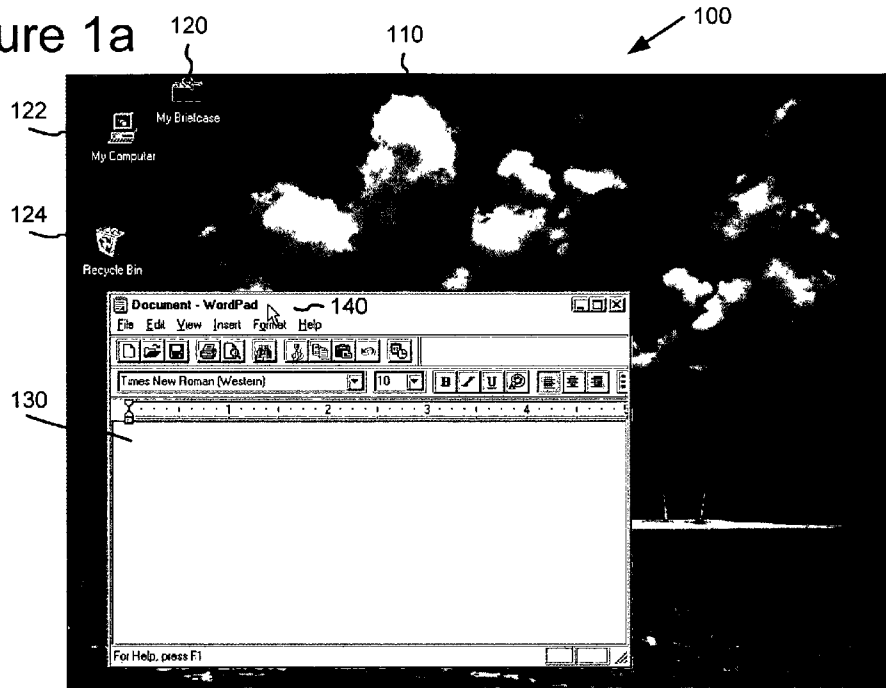 ure 1a
120
110
100
122
My Briefcase
My Computer
124
Recycle Bin
Document - WordPad
140
File Edit View Insert Format Help
Times New Roman (Western) 10 B U
130
1 2 3 4 5
For Help, press F1